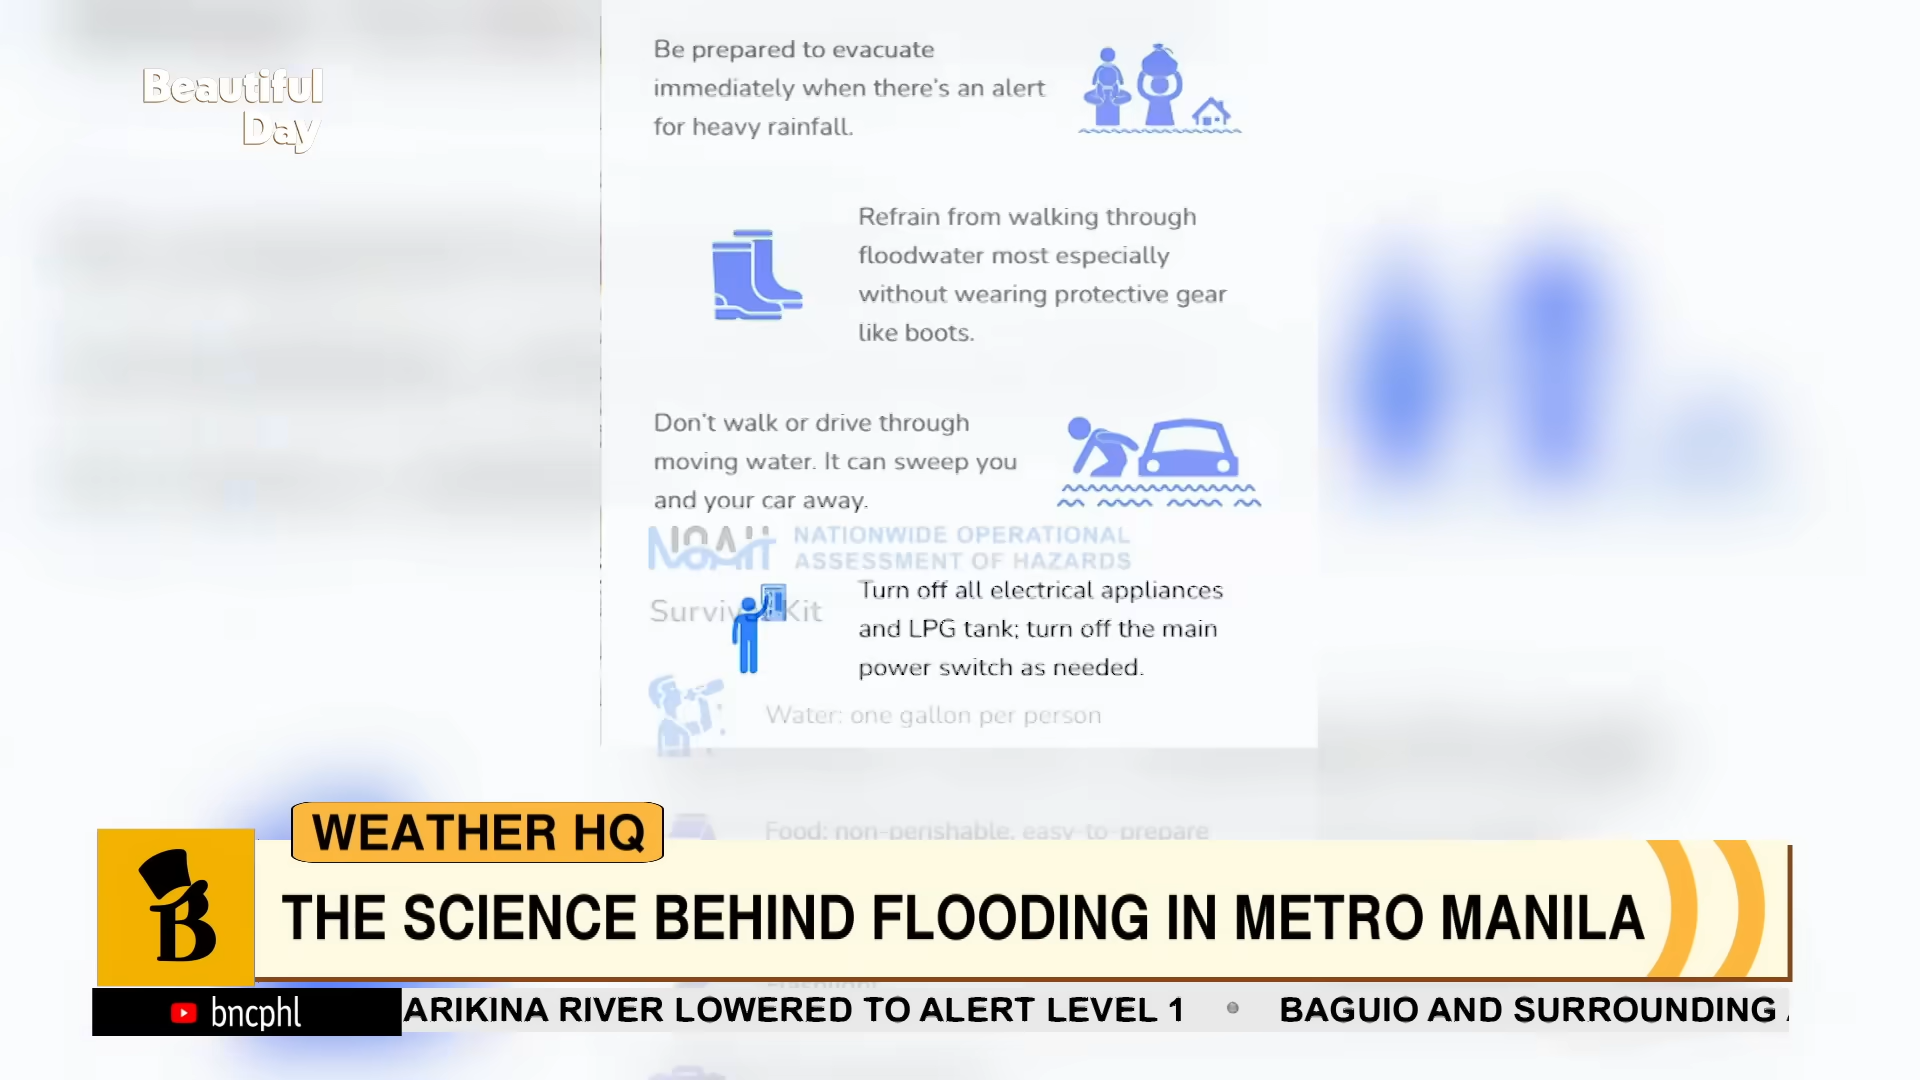 Beautiful
Day
Be prepared to evacuate
immediately when there's an alert
for heavy rainfall.
Refrain from walking through
floodwater most especially
without wearing protective gear
like boots.
Don't walk or drive through
moving water. It can sweep you
and your car away.
NOAH NATIONWIDE OPERATIONAL
ASSESSMENT OF HAZARDS
Turn off all electrical appliances
and LPG tank; turn off the main
power switch as needed.
Survival Kit
Water: one gallon per person
Food: non-perishable, easy-to-prepare
WEATHER HQ
B
THE SCIENCE BEHIND FLOODING IN METRO MANILA
bncphl
ARIKINA RIVER LOWERED TO ALERT LEVEL 1 • BAGUIO AND SURROUNDING